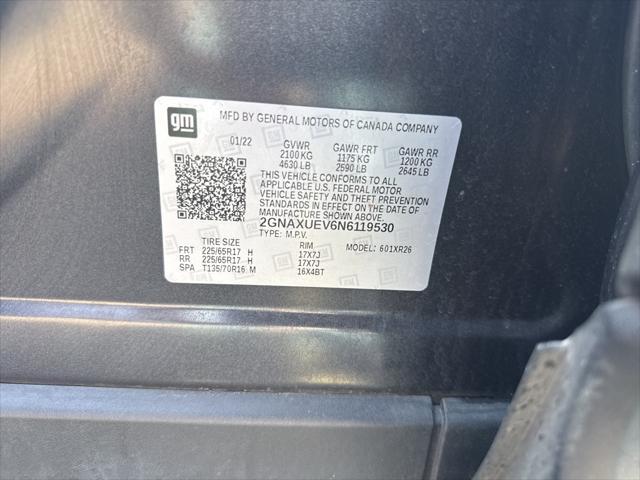 gm
MFD BY GENERAL MOTORS OF CANADA COMPANY
01/22 GVWR GAWR FRT GAWR RR
2100 KG 1175 KG 1200 KG
4630 LB 2590 LB 2645 LB
THIS VEHICLE CONFORMS TO ALL
APPLICABLE U.S. FEDERAL MOTOR
VEHICLE SAFETY AND THEFT PREVENTION
STANDARDS IN EFFECT ON THE DATE OF
MANUFACTURE SHOWN ABOVE.
2GNAXUEV6N6119530
TYPE: M.P.V. MODEL: 601XR26
TIRE SIZE RIM
FRT 225/65R17 H 17X7J
RR 225/65R17 H 17X7J
SPA T135/70R16 M 16X4BT